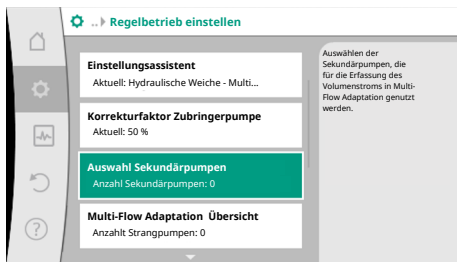 .. Regelbetrieb einstellen
Einstellungsassistent
Aktuell: Hydraulische Weiche - Multi...
Korrekturfaktor Zubringerpumpe
Aktuell: 50 %
Auswahl Sekundärpumpen
Anzahl Sekundärpumpen: 0
Multi-Flow Adaptation Übersicht
Anzahlt Strangpumpen: 0
Auswählen der
Sekundärpumpen, die
für die Erfassung des
Volumenstroms in Multi-
Flow Adaptation genutzt
werden.